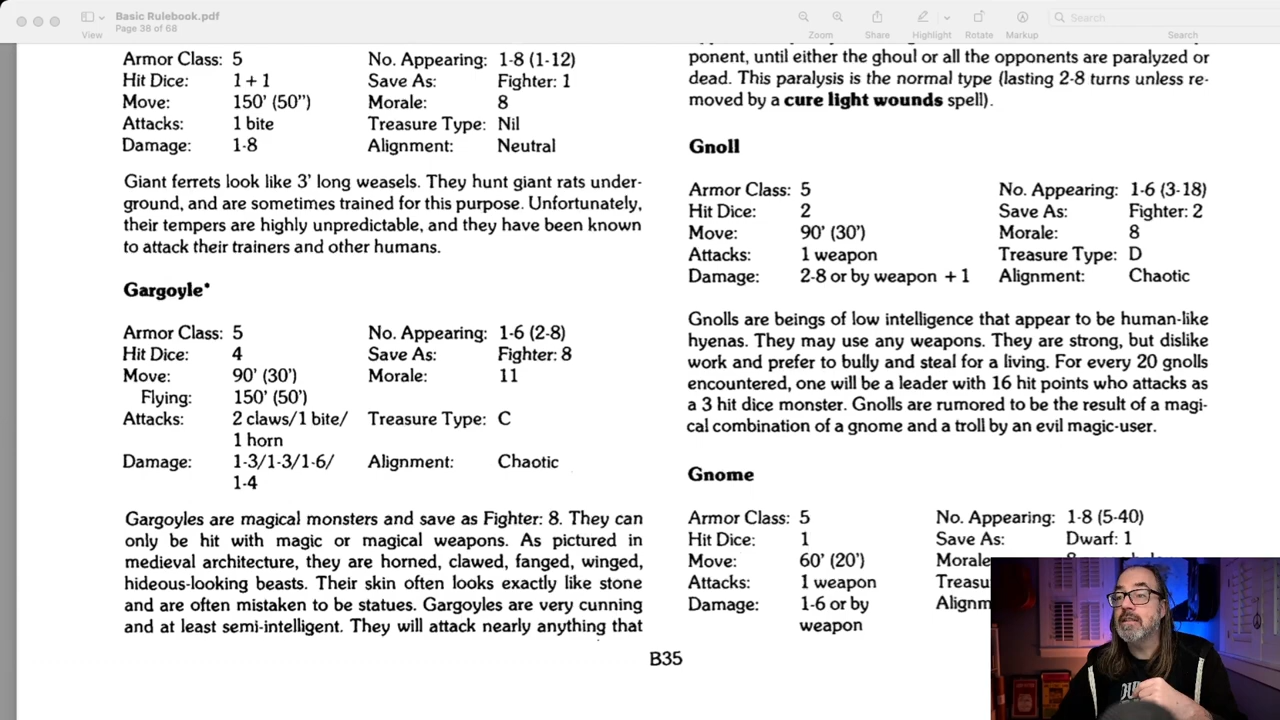 Basic Rulebook.pdf
Page 38 of 68
View
Zoom
Share
Highlight
Rotate
Markup
Search
Search
Armor Class: 5 No. Appearing: 1-8 (1-12)
Hit Dice: 1 + 1 Save As: Fighter: 1
Move: 150' (50") Morale: 8
Attacks: 1 bite Treasure Type: Nil
Damage: 1-8 Alignment: Neutral
Giant ferrets look like 3' long weasels. They hunt giant rats under-
ground, and are sometimes trained for this purpose. Unfortunately,
their tempers are highly unpredictable, and they have been known
to attack their trainers and other humans.
Gargoyle*
Armor Class: 5 No. Appearing: 1-6 (2-8)
Hit Dice: 4 Save As: Fighter: 8
Move: 90' (30') Morale: 11
Flying: 150' (50')
Attacks: 2 claws/1 bite/ Treasure Type: C
1 horn
Damage: 1-3/1-3/1-6/ Alignment: Chaotic
1-4
Gargoyles are magical monsters and save as Fighter: 8. They can
only be hit with magic or magical weapons. As pictured in
medieval architecture, they are horned, clawed, fanged, winged,
hideous-looking beasts. Their skin often looks exactly like stone
and are often mistaken to be statues. Gargoyles are very cunning
and at least semi-intelligent. They will attack nearly anything that
ponent, until either the ghoul or all the opponents are paralyzed or
dead. This paralysis is the normal type (lasting 2-8 turns unless re-
moved by a cure light wounds spell).
Gnoll
Armor Class: 5 No. Appearing: 1-6 (3-18)
Hit Dice: 2 Save As: Fighter: 2
Move: 90' (30') Morale: 8
Attacks: 1 weapon Treasure Type: D
Damage: 2-8 or by weapon + 1 Alignment: Chaotic
Gnolls are beings of low intelligence that appear to be human-like
hyenas. They may use any weapons. They are strong, but dislike
work and prefer to bully and steal for a living. For every 20 gnolls
encountered, one will be a leader with 16 hit points who attacks as
a 3 hit dice monster. Gnolls are rumored to be the result of a magi-
cal combination of a gnome and a troll by an evil magic-user.
Gnome
Armor Class: 5 No. Appearing: 1-8 (5-40)
Hit Dice: 1 Save As: Dwarf: 1
Move: 60' (20') Morale
Attacks: 1 weapon Treasu
Damage: 1-6 or by Alignm
weapon
B35